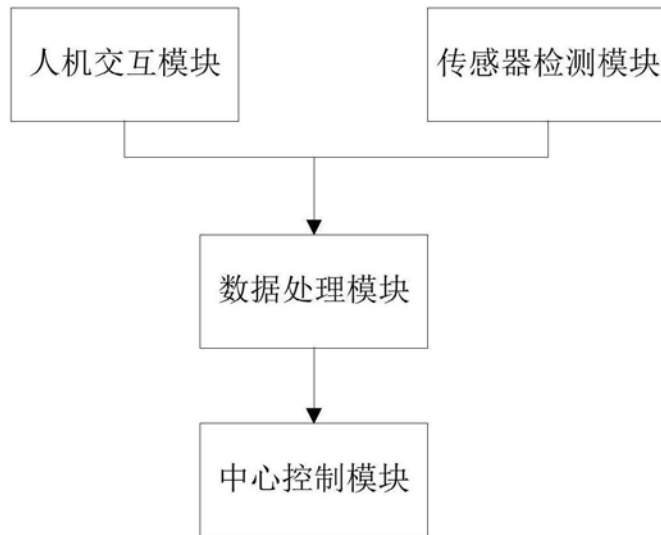 人机交互模块
传感器检测模块
数据处理模块
中心控制模块